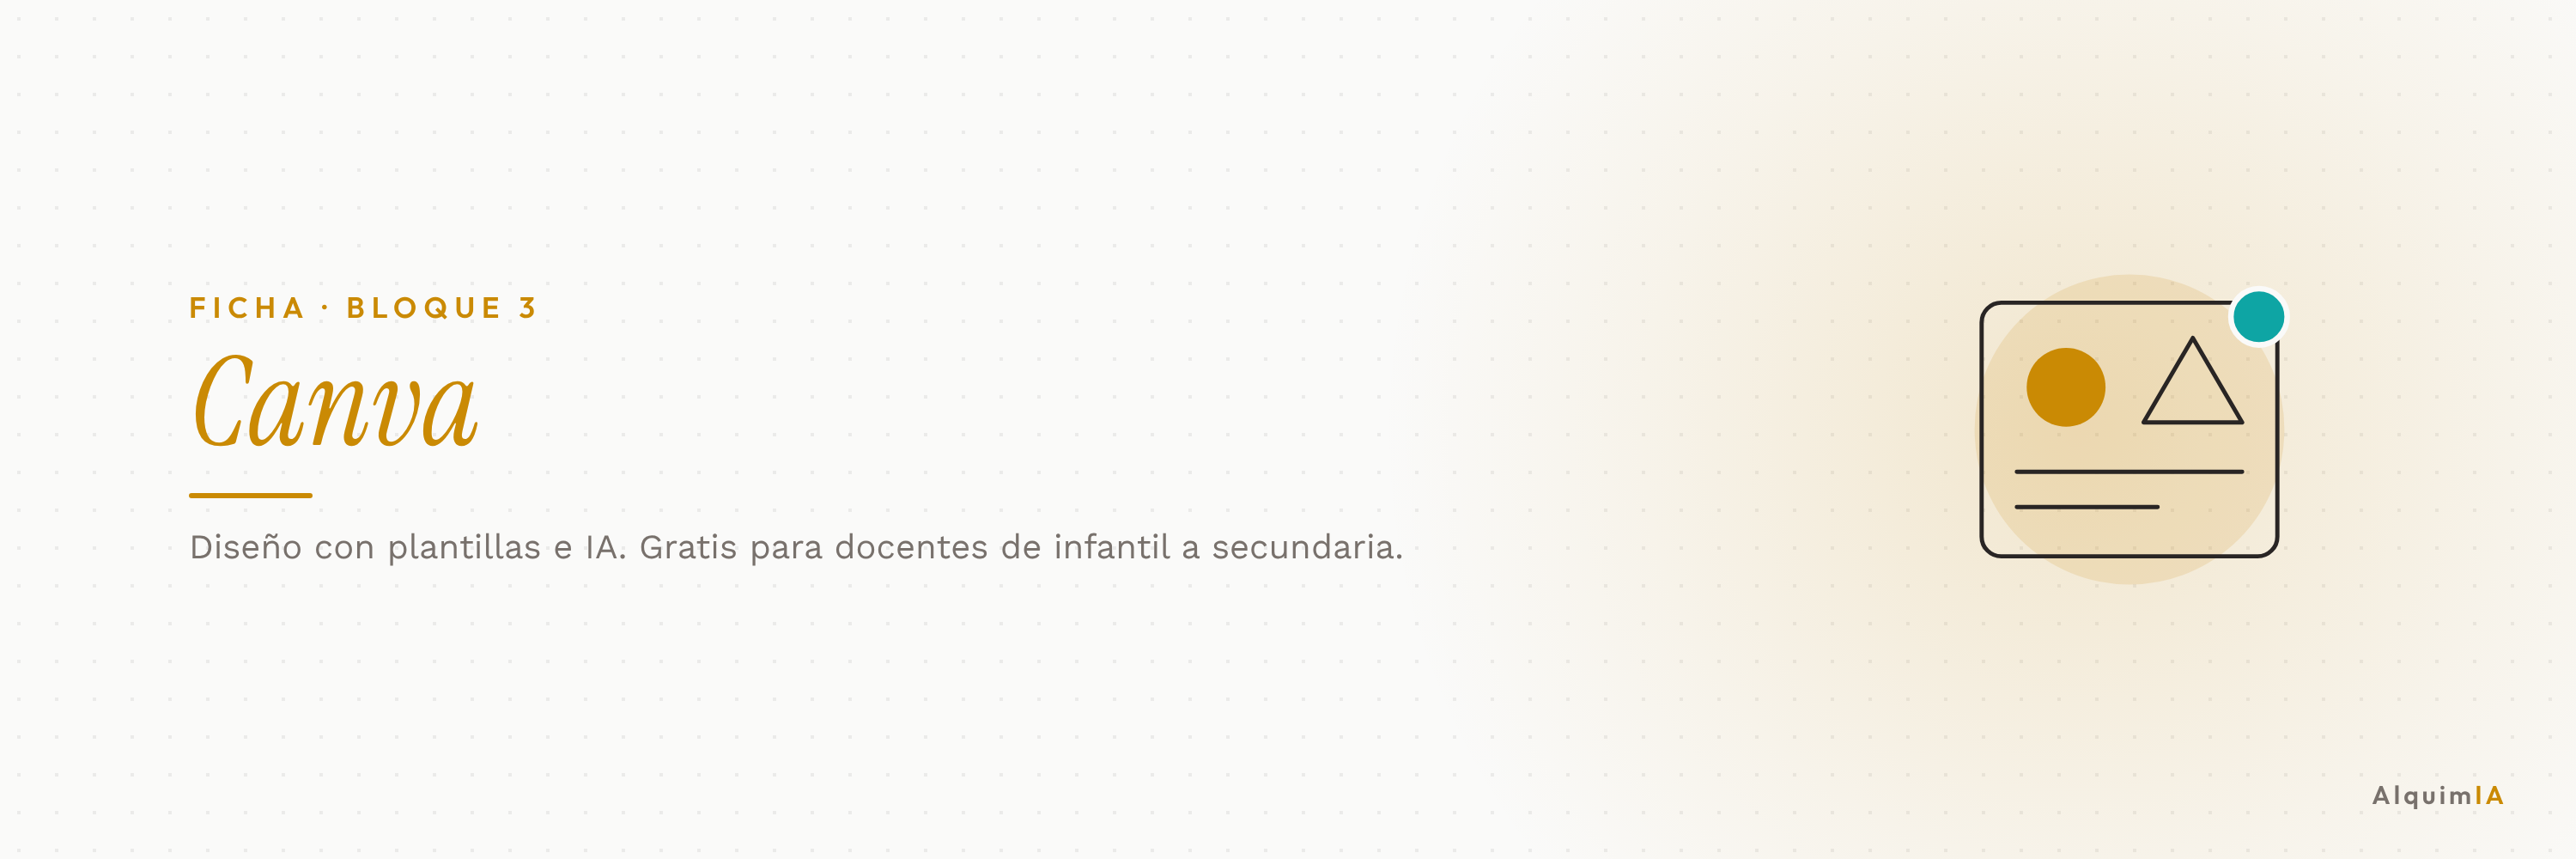 FICHA · BLOQUE 3
Canva
Diseño con plantillas e IA. Gratis para docentes de infantil a secundaria.
AlquimIA